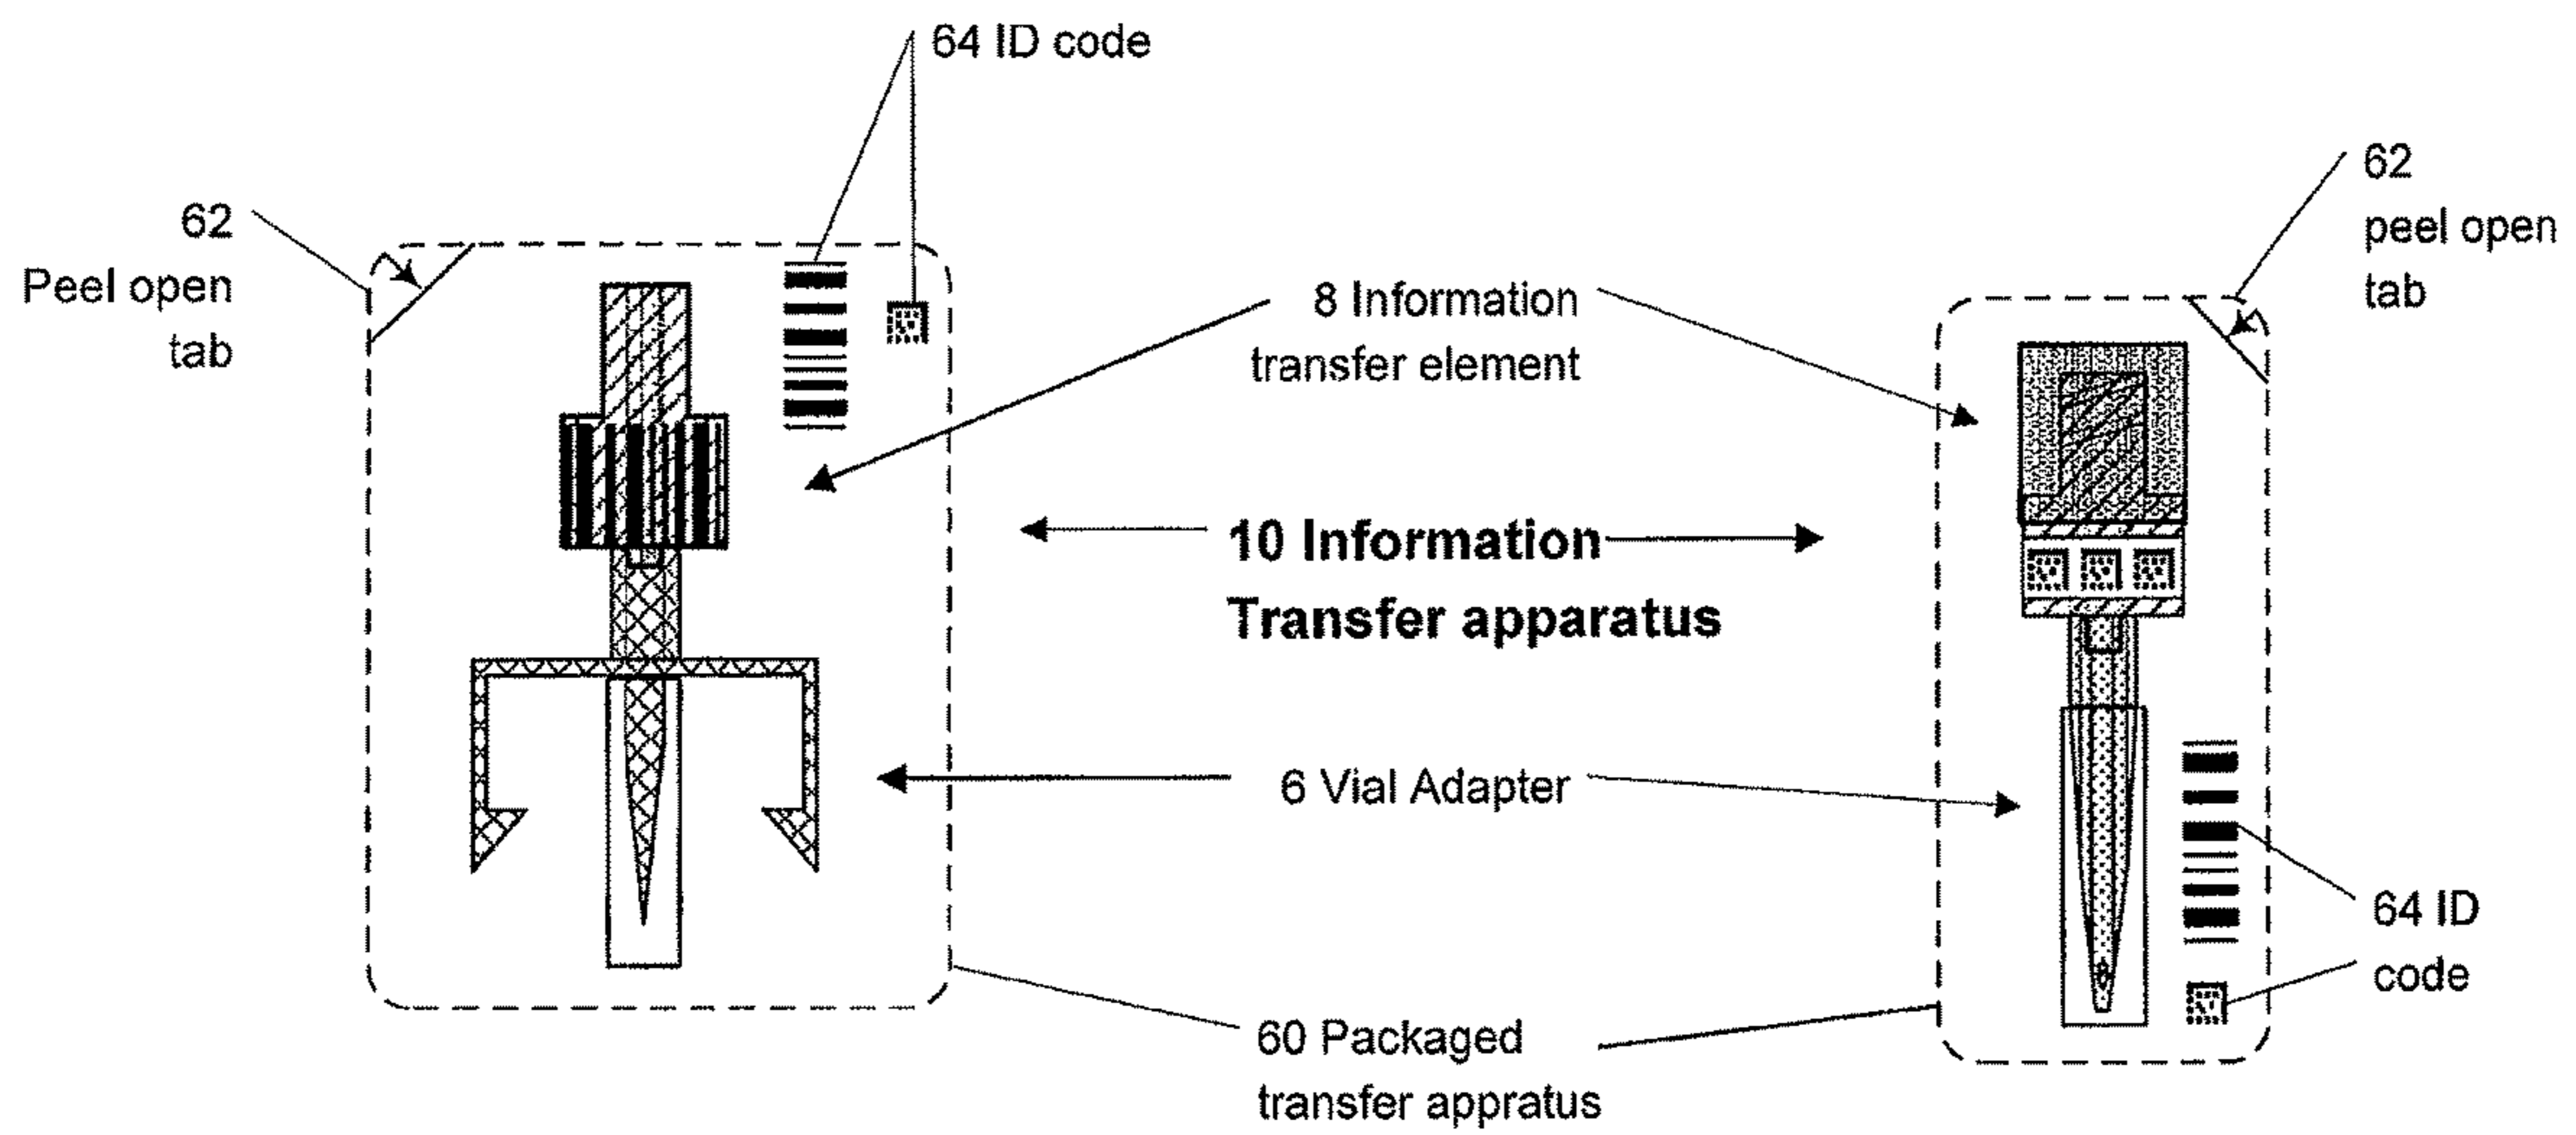 64 ID code
62
Peel open
tab
62
peel open
tab
8 Information
transfer element
10 Information
Transfer apparatus
6 Vial Adapter
64 ID
code
60 Packaged
transfer appratus